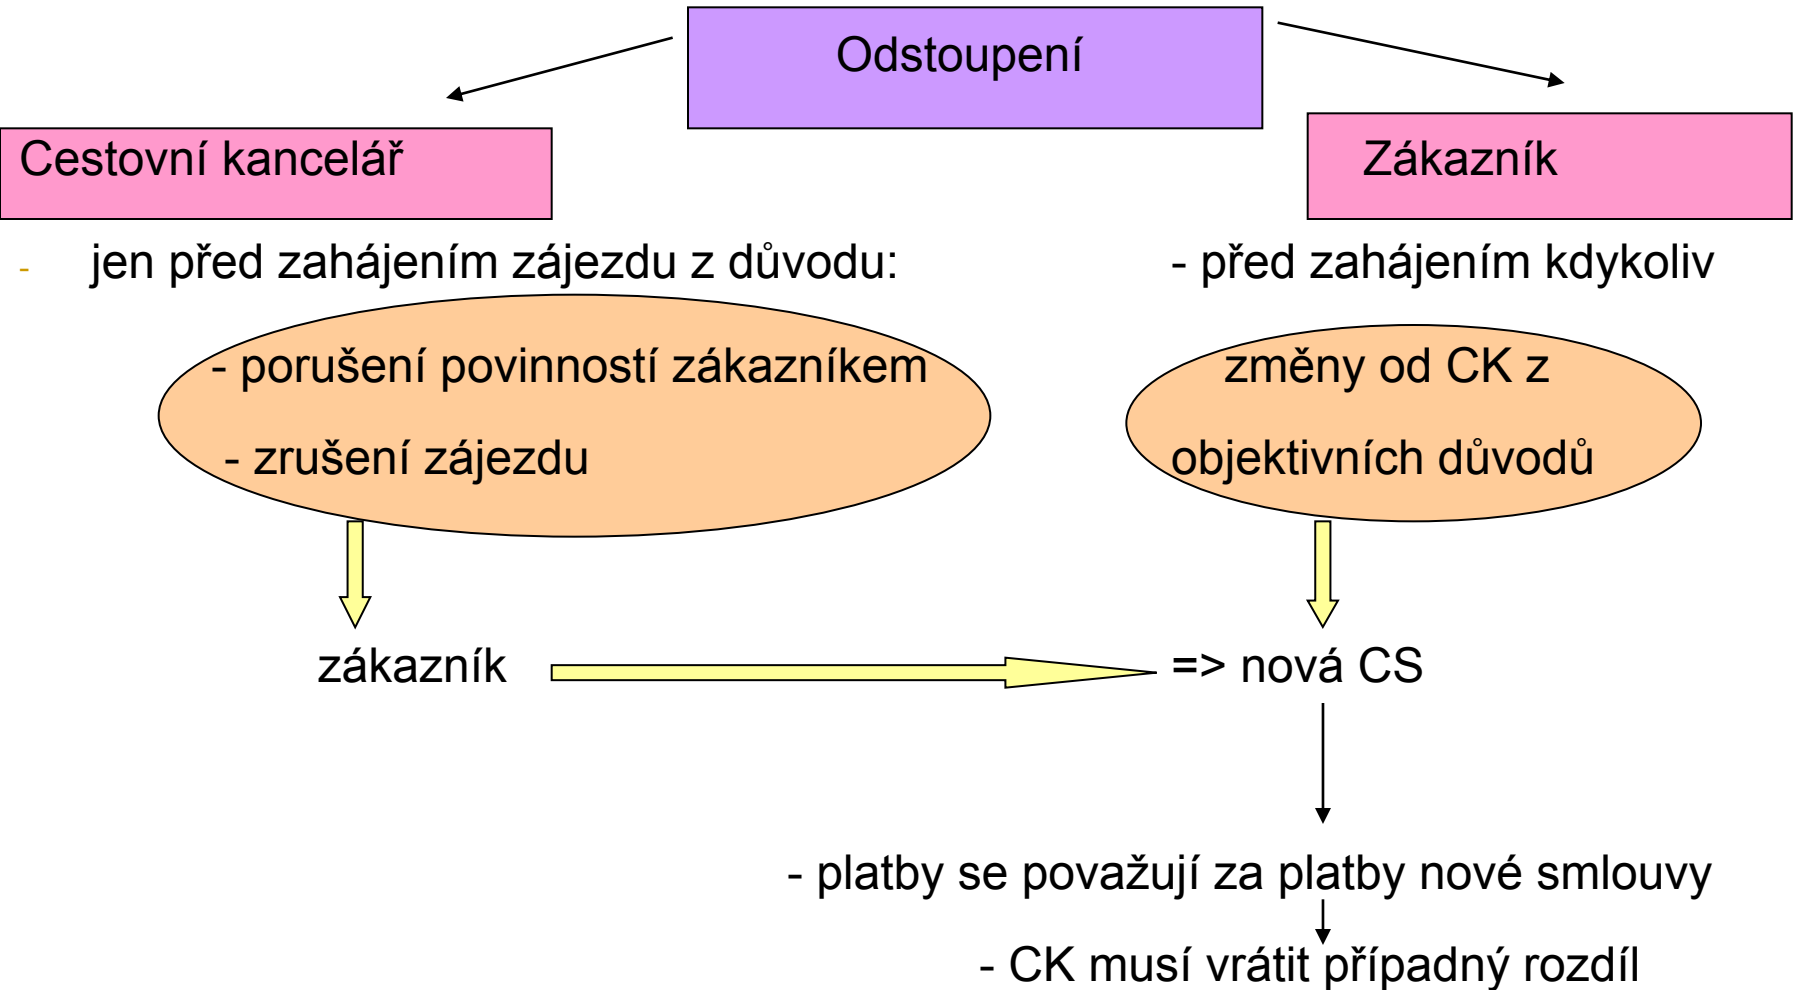 Odstoupení
Cestovní kancelář
Zákazník
- jen před zahájením zájezdu z důvodu:
- před zahájením kdykoliv
- porušení povinností zákazníkem
- zrušení zájezdu
změny od CK z
objektivních důvodů
zákazník
=> nová CS
- platby se považují za platby nové smlouvy
- CK musí vrátit případný rozdíl